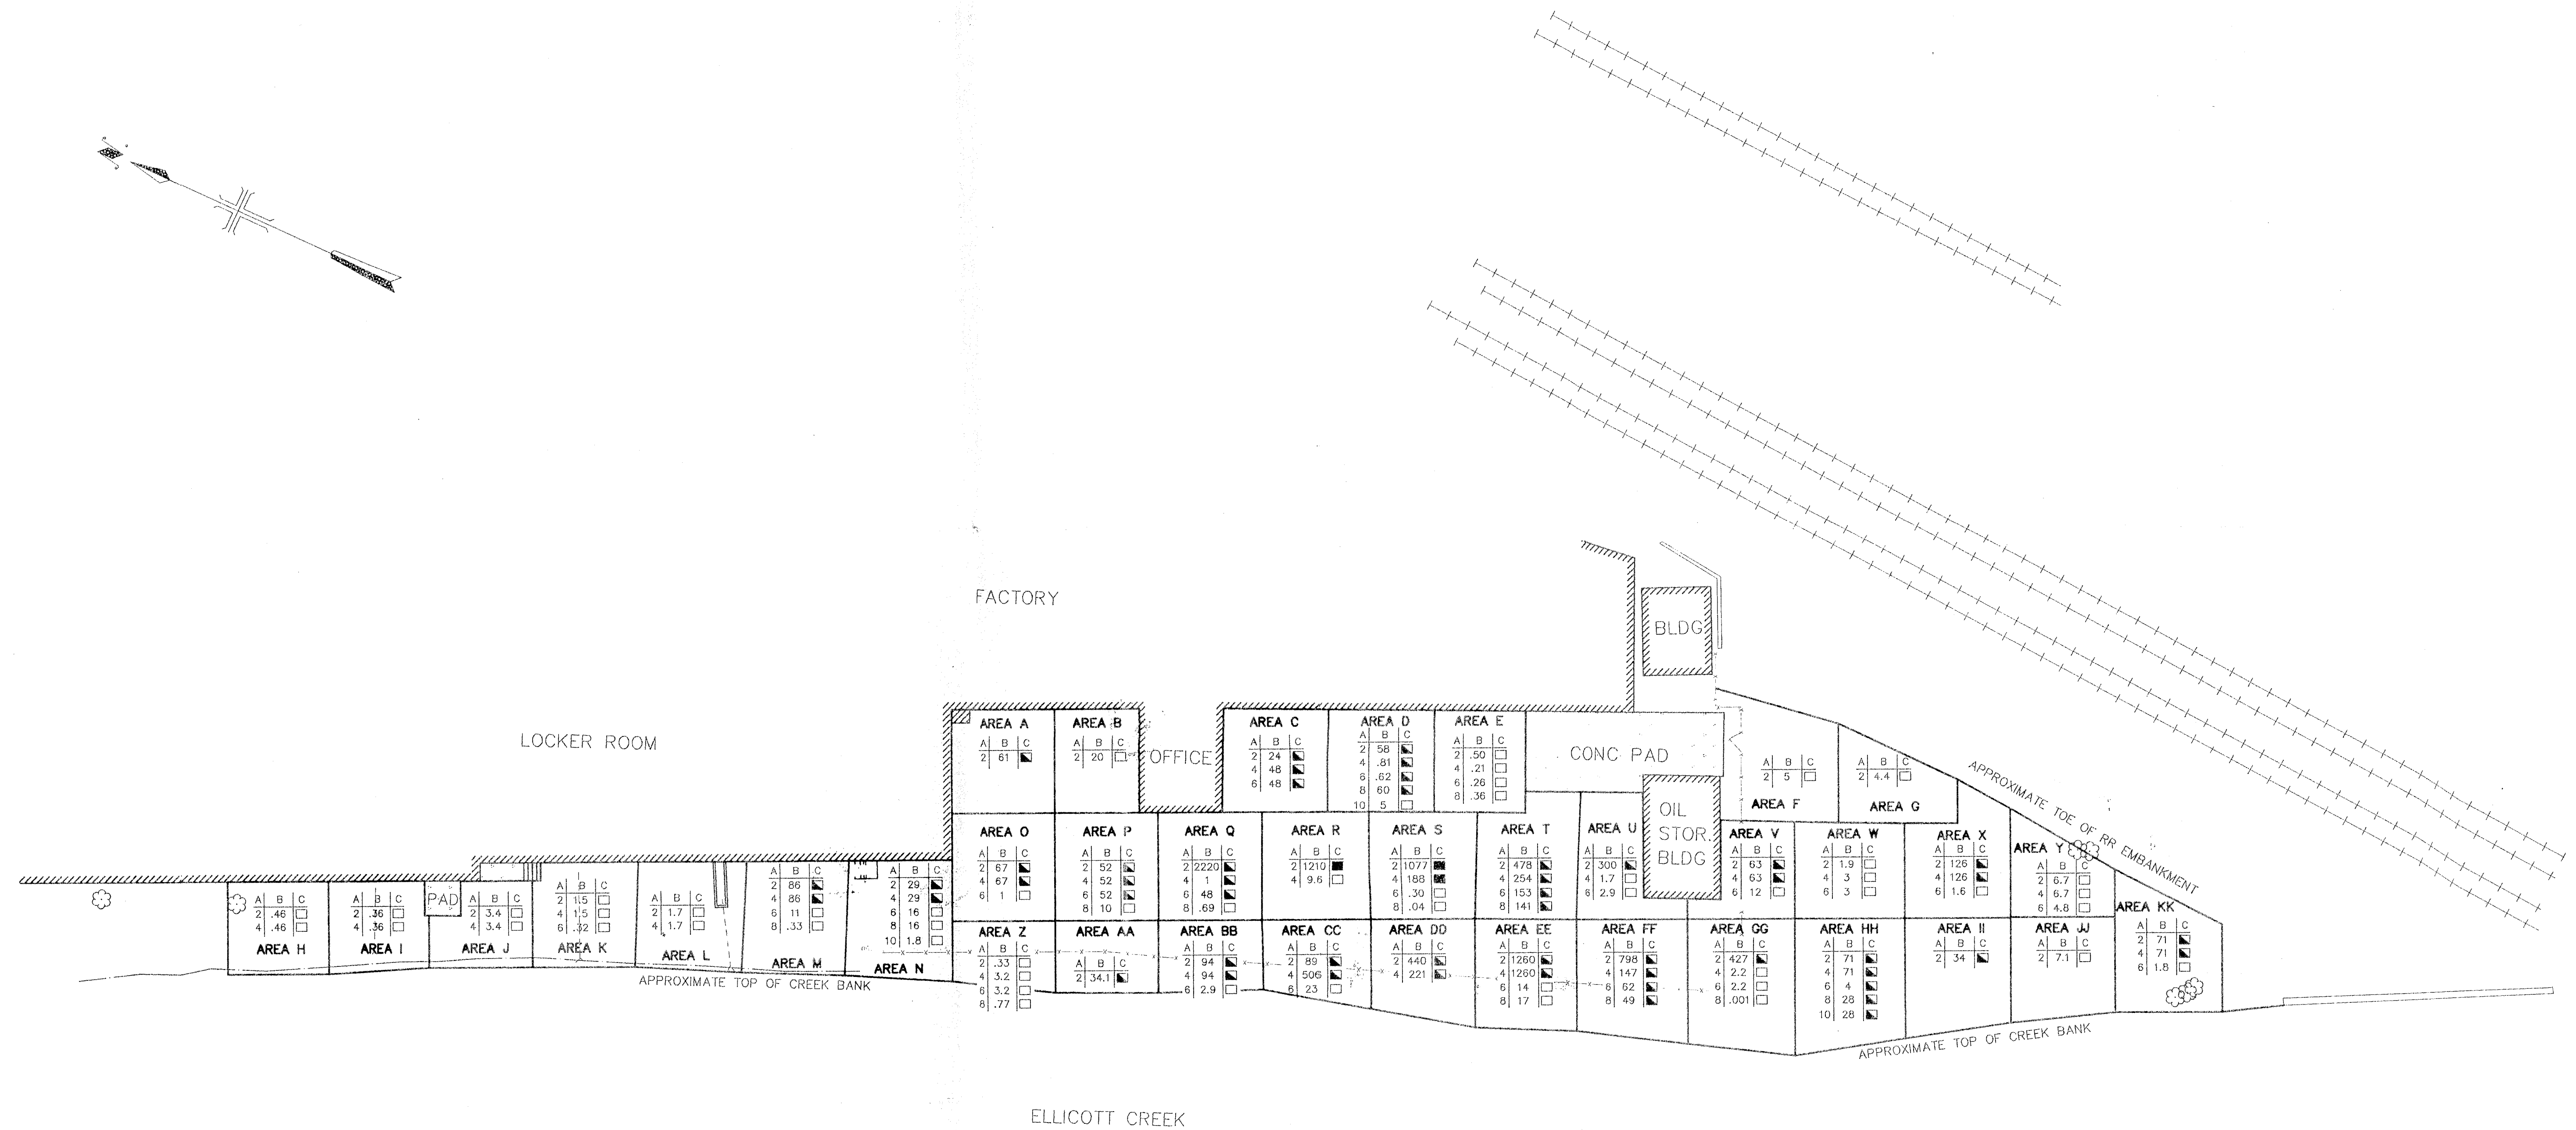 FACTORY
BLDG
LOCKER ROOM
OFFICE
CONC PAD
OIL
STOR.
BLDG
PAD
APPROXIMATE TOE OF RR EMBANKMENT
AREA A
A B C
2 61
AREA B
A B C
2 20
AREA C
A B C
2 24
4 48
6 48
AREA D
A B C
2 58
4 .81
6 .62
8 60
10 5
AREA E
A B C
2 .50
4 .21
6 .26
8 .36
A B C
2 5
AREA F
A B C
2 4.4
AREA G
A B C
2 .46
4 .46
AREA H
A B C
2 .36
4 .36
AREA I
A B C
2 3.4
4 3.4
AREA J
A B C
2 1.5
4 1.5
6 .32
AREA K
A B C
2 1.7
4 1.7
AREA L
A B C
2 86
4 86
6 11
8 .33
AREA M
A B C
2 29
4 29
6 16
8 16
10 1.8
AREA N
AREA O
A B C
2 67
4 67
6 1
AREA P
A B C
2 52
4 52
6 52
8 10
AREA Q
A B C
2 2220
4 1
6 48
8 .69
AREA R
A B C
2 1210
4 9.6
AREA S
A B C
2 1077
4 188
6 .30
8 .04
AREA T
A B C
2 478
4 254
6 153
8 141
AREA U
A B C
2 300
4 1.7
6 2.9
AREA V
A B C
2 63
4 63
6 12
AREA W
A B C
2 1.9
4 3
6 3
AREA X
A B C
2 126
4 126
6 1.6
AREA Y
A B C
2 6.7
4 6.7
6 4.8
AREA Z
A B C
2 .33
4 3.2
6 3.2
8 .77
AREA AA
A B C
2 34.1
AREA BB
A B C
2 94
4 94
6 2.9
AREA CC
A B C
2 89
4 506
6 23
AREA DD
A B C
2 440
4 221
AREA EE
A B C
2 1260
4 1260
6 14
8 17
AREA FF
A B C
2 798
4 147
6 62
8 49
AREA GG
A B C
2 427
4 2.2
6 2.2
8 .001
AREA HH
A B C
2 71
4 71
6 4
8 28
10 28
AREA II
A B C
2 34
AREA JJ
A B C
2 7.1
AREA KK
A B C
2 71
4 71
6 1.8
APPROXIMATE TOP OF CREEK BANK
APPROXIMATE TOP OF CREEK BANK
ELLICOTT CREEK